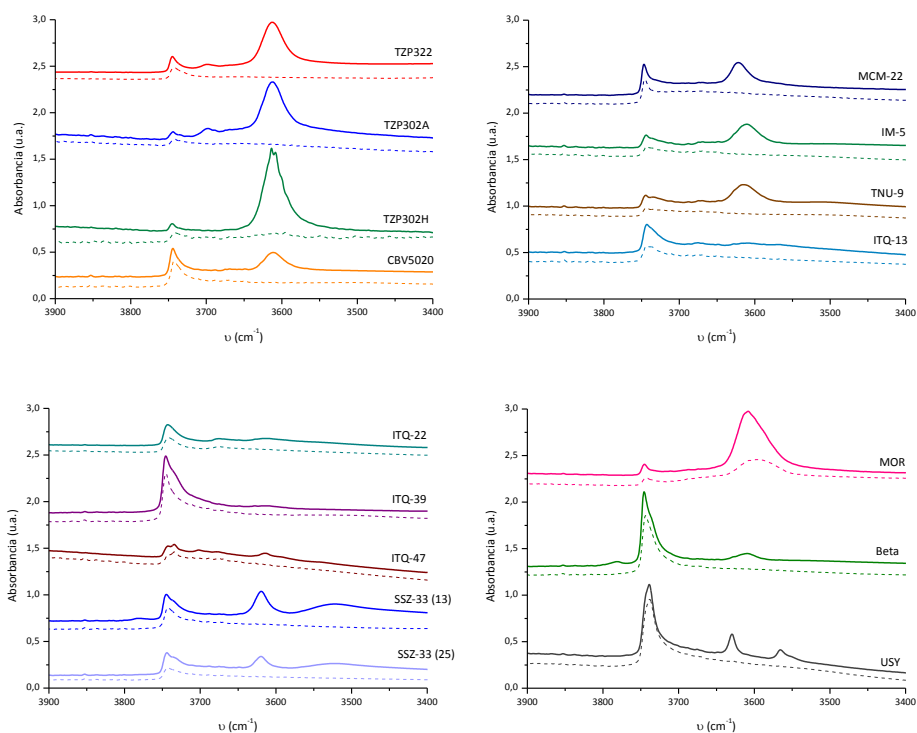 3,0
2,5
2,0
1,5
1,0
0,5
0,0
Absorbancia (u.a.)
TZP322
TZP302A
TZP302H
CBV5020
3900 3800 3700 3600 3500 3400
υ (cm⁻¹)
3,0
2,5
2,0
1,5
1,0
0,5
0,0
Absorbancia (u.a.)
MCM-22
IM-5
TNU-9
ITQ-13
3900 3800 3700 3600 3500 3400
υ (cm⁻¹)
3,0
2,5
2,0
1,5
1,0
0,5
0,0
Absorbancia (u.a.)
ITQ-22
ITQ-39
ITQ-47
SSZ-33 (13)
SSZ-33 (25)
3900 3800 3700 3600 3500 3400
υ (cm⁻¹)
3,0
2,5
2,0
1,5
1,0
0,5
0,0
Absorbancia (u.a.)
MOR
Beta
USY
3900 3800 3700 3600 3500 3400
υ (cm⁻¹)